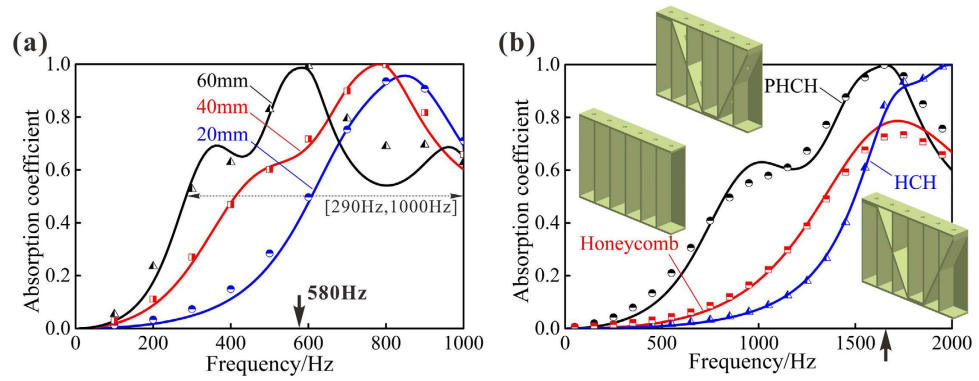 (a)
1.0
0.8
0.6
0.4
0.2
0.0
Absorption coefficient
60mm
40mm
20mm
[290Hz,1000Hz]
580Hz
0
200
400
600
800
1000
Frequency/Hz
(b)
1.0
0.8
0.6
0.4
0.2
0.0
Absorption coefficient
PHCH
HCH
Honeycomb
0
500
1000
1500
2000
Frequency/Hz